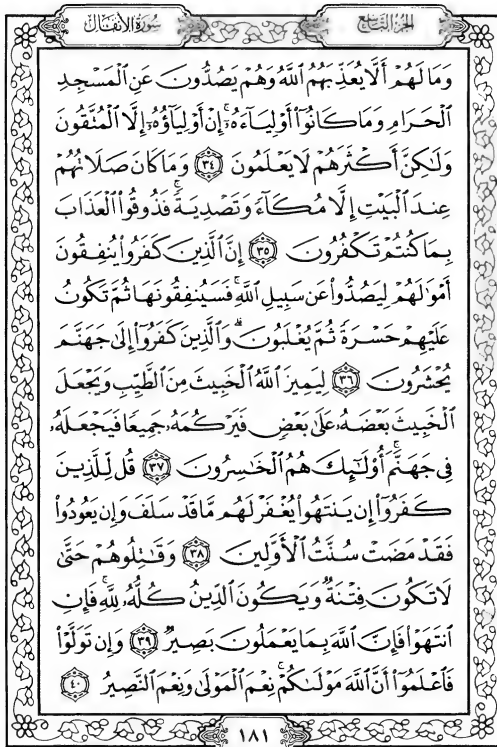 الجزء التاسع
سورة الأنفال
وَمَا لَهُمْ أَلَّا يُعَذِّبَهُمُ ٱللَّهُ وَهُمْ يَصُدُّونَ عَنِ ٱلْمَسْجِدِ
ٱلْحَرَامِ وَمَا كَانُوٓا۟ أَوْلِيَآءَهُۥٓ ۚ إِنْ أَوْلِيَآؤُهُۥٓ إِلَّا ٱلْمُتَّقُونَ
وَلَـٰكِنَّ أَكْثَرَهُمْ لَا يَعْلَمُونَ ٣٤ وَمَا كَانَ صَلَاتُهُمْ
عِندَ ٱلْبَيْتِ إِلَّا مُكَآءً وَتَصْدِيَةً ۚ فَذُوقُوا۟ ٱلْعَذَابَ
بِمَا كُنتُمْ تَكْفُرُونَ ٣٥ إِنَّ ٱلَّذِينَ كَفَرُوا۟ يُنفِقُونَ
أَمْوَٰلَهُمْ لِيَصُدُّوا۟ عَن سَبِيلِ ٱللَّهِ ۚ فَسَيُنفِقُونَهَا ثُمَّ تَكُونُ
عَلَيْهِمْ حَسْرَةً ثُمَّ يُغْلَبُونَ ۗ وَٱلَّذِينَ كَفَرُوٓا۟ إِلَىٰ جَهَنَّمَ
يُحْشَرُونَ ٣٦ لِيَمِيزَ ٱللَّهُ ٱلْخَبِيثَ مِنَ ٱلطَّيِّبِ وَيَجْعَلَ
ٱلْخَبِيثَ بَعْضَهُۥ عَلَىٰ بَعْضٍ فَيَرْكُمَهُۥ جَمِيعًا فَيَجْعَلَهُۥ
فِى جَهَنَّمَ ۚ أُو۟لَـٰٓئِكَ هُمُ ٱلْخَـٰسِرُونَ ٣٧ قُل لِّلَّذِينَ
كَفَرُوٓا۟ إِن يَنتَهُوا۟ يُغْفَرْ لَهُم مَّا قَدْ سَلَفَ وَإِن يَعُودُوا۟
فَقَدْ مَضَتْ سُنَّتُ ٱلْأَوَّلِينَ ٣٨ وَقَـٰتِلُوهُمْ حَتَّىٰ
لَا تَكُونَ فِتْنَةٌ وَيَكُونَ ٱلدِّينُ كُلُّهُۥ لِلَّهِ ۚ فَإِنِ
ٱنتَهَوْا۟ فَإِنَّ ٱللَّهَ بِمَا يَعْمَلُونَ بَصِيرٌ ٣٩ وَإِن تَوَلَّوْا۟
فَٱعْلَمُوٓا۟ أَنَّ ٱللَّهَ مَوْلَىٰكُمْ ۚ نِعْمَ ٱلْمَوْلَىٰ وَنِعْمَ ٱلنَّصِيرُ ٤٠
١٨١